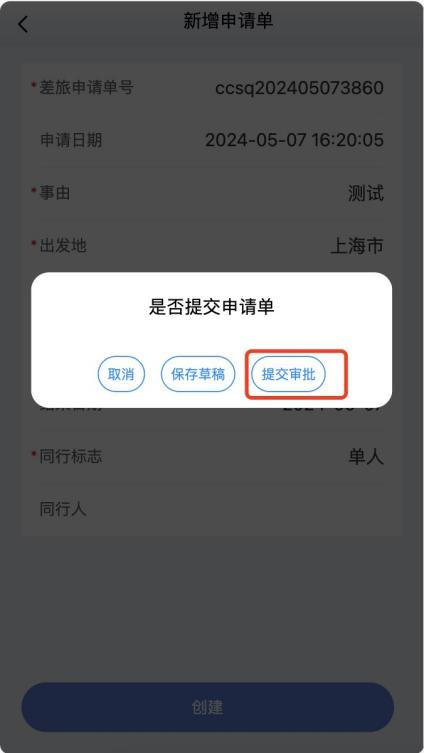 新增申请单
*差旅申请单号 ccsq202405073860
申请日期 2024-05-07 16:20:05
*事由 测试
*出发地 上海市
是否提交申请单
取消 保存草稿 提交审批
*同行标志 单人
同行人
创建